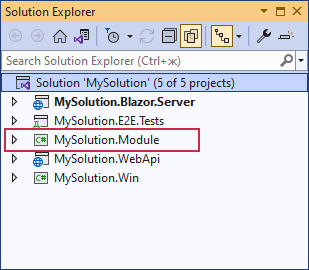 Solution Explorer
Search Solution Explorer (Ctrl+ж)
Solution 'MySolution' (5 of 5 projects)
MySolution.Blazor.Server
MySolution.E2E.Tests
C# MySolution.Module
MySolution.WebApi
C# MySolution.Win